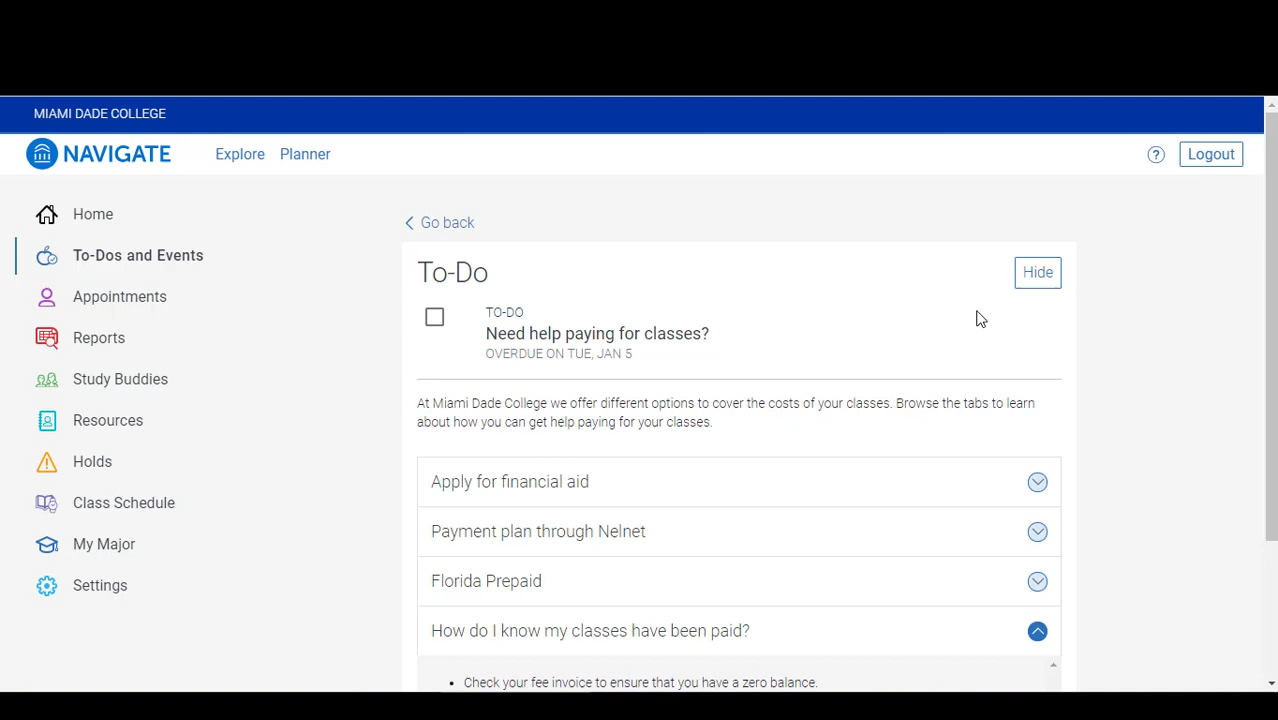 MIAMI DADE COLLEGE
NAVIGATE
Explore
Planner
?
Logout
Home
To-Dos and Events
Appointments
Reports
Study Buddies
Resources
Holds
Class Schedule
My Major
Settings
Go back
To-Do
Hide
TO-DO
Need help paying for classes?
OVERDUE ON TUE, JAN 5
At Miami Dade College we offer different options to cover the costs of your classes. Browse the tabs to learn
about how you can get help paying for your classes.
Apply for financial aid
Payment plan through Nelnet
Florida Prepaid
How do I know my classes have been paid?
• Check your fee invoice to ensure that you have a zero balance.